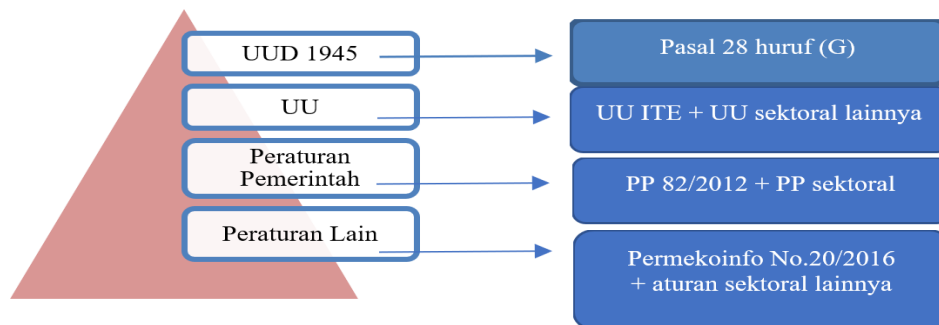 UUD 1945
Pasal 28 huruf (G)
UU
UU ITE + UU sektoral lainnya
Peraturan
Pemerintah
PP 82/2012 + PP sektoral
Peraturan Lain
Permekoinfo No.20/2016
+ aturan sektoral lainnya